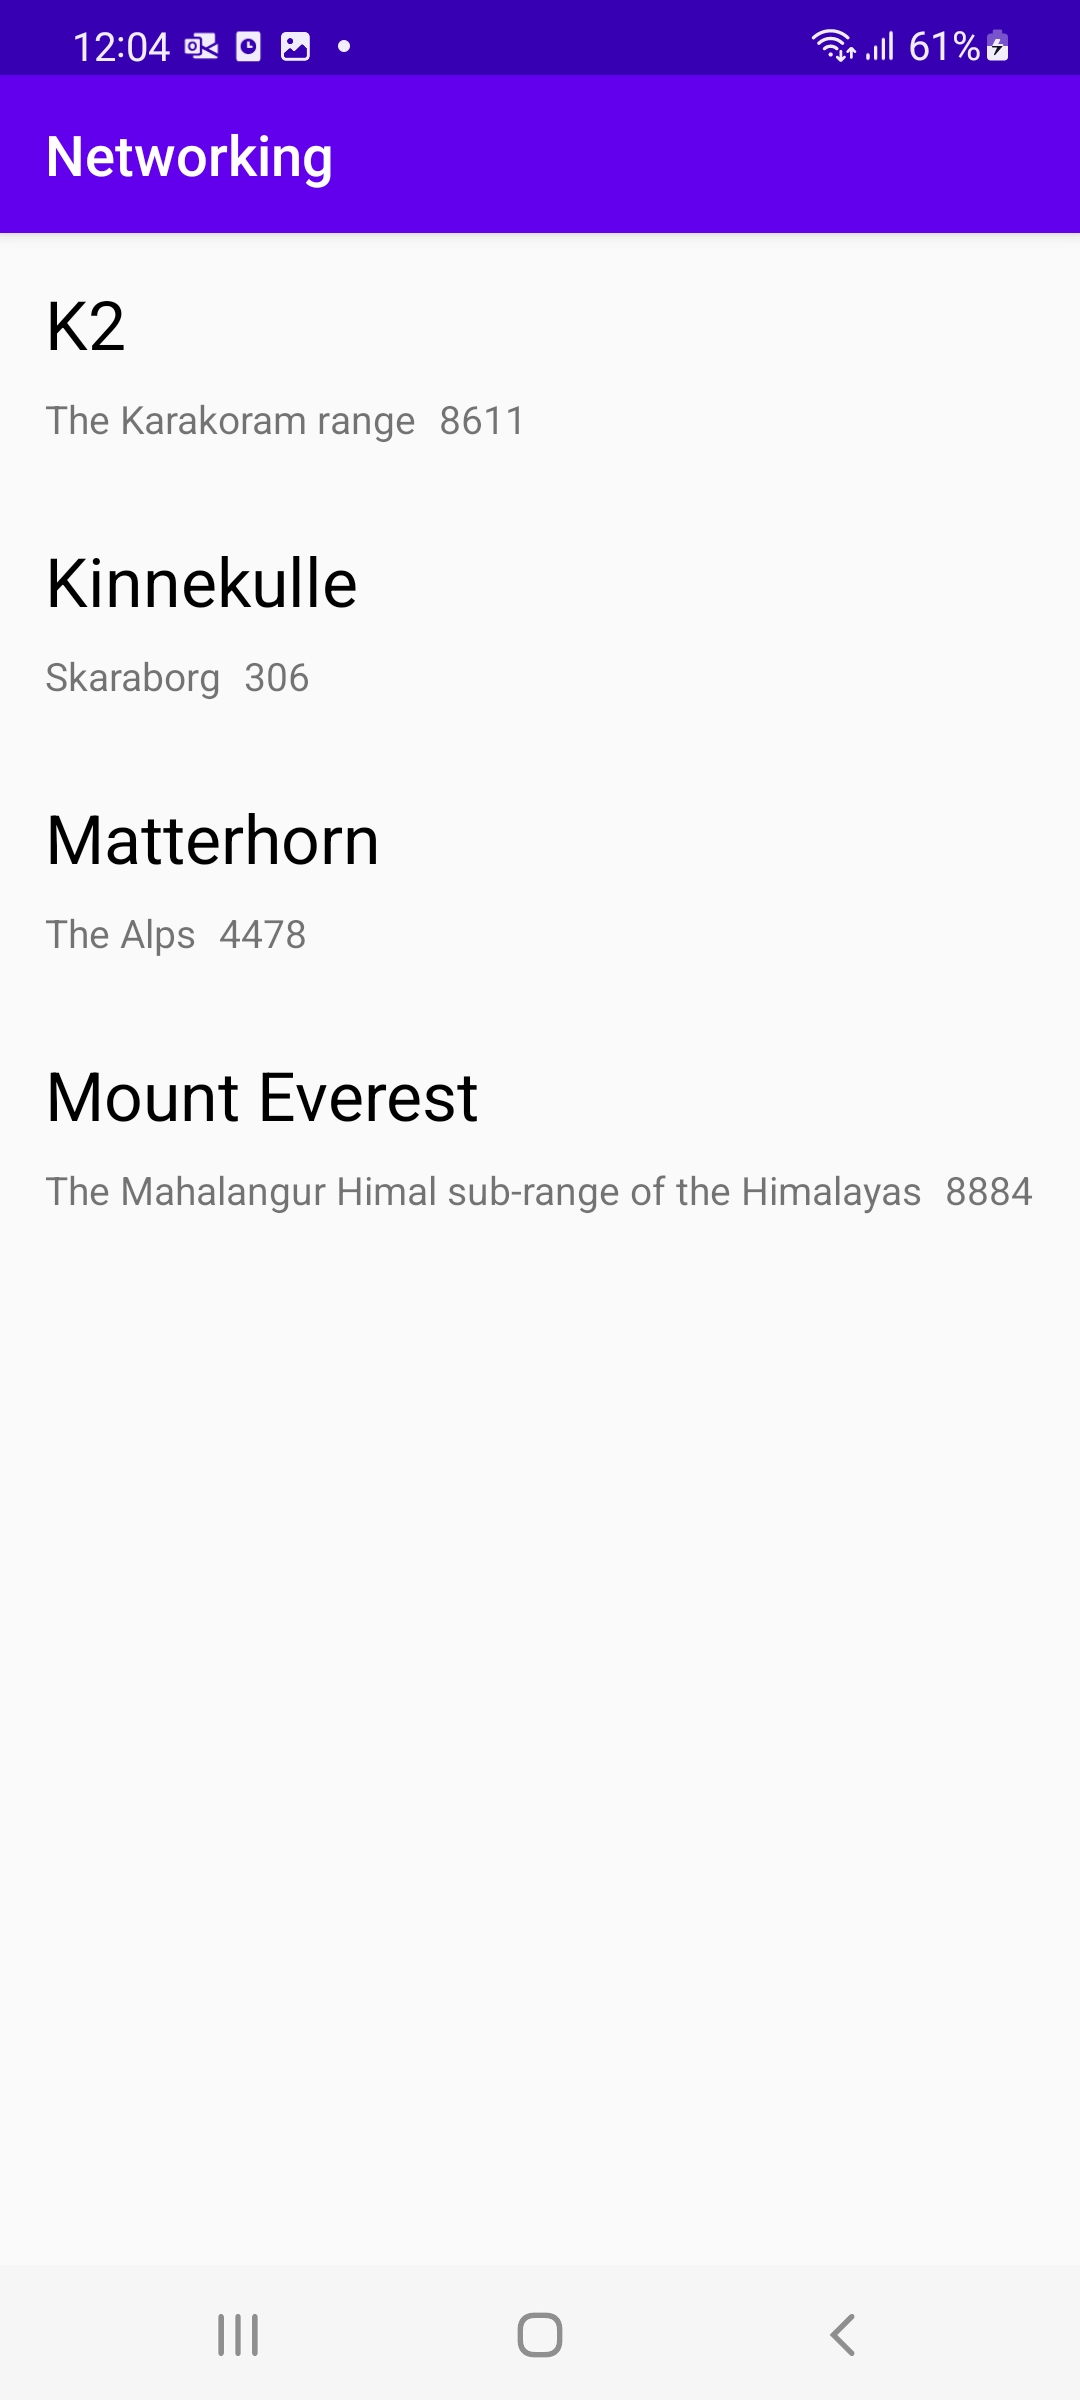 12:04 61%
Networking
K2
The Karakoram range 8611
Kinnekulle
Skaraborg 306
Matterhorn
The Alps 4478
Mount Everest
The Mahalangur Himal sub-range of the Himalayas 8884